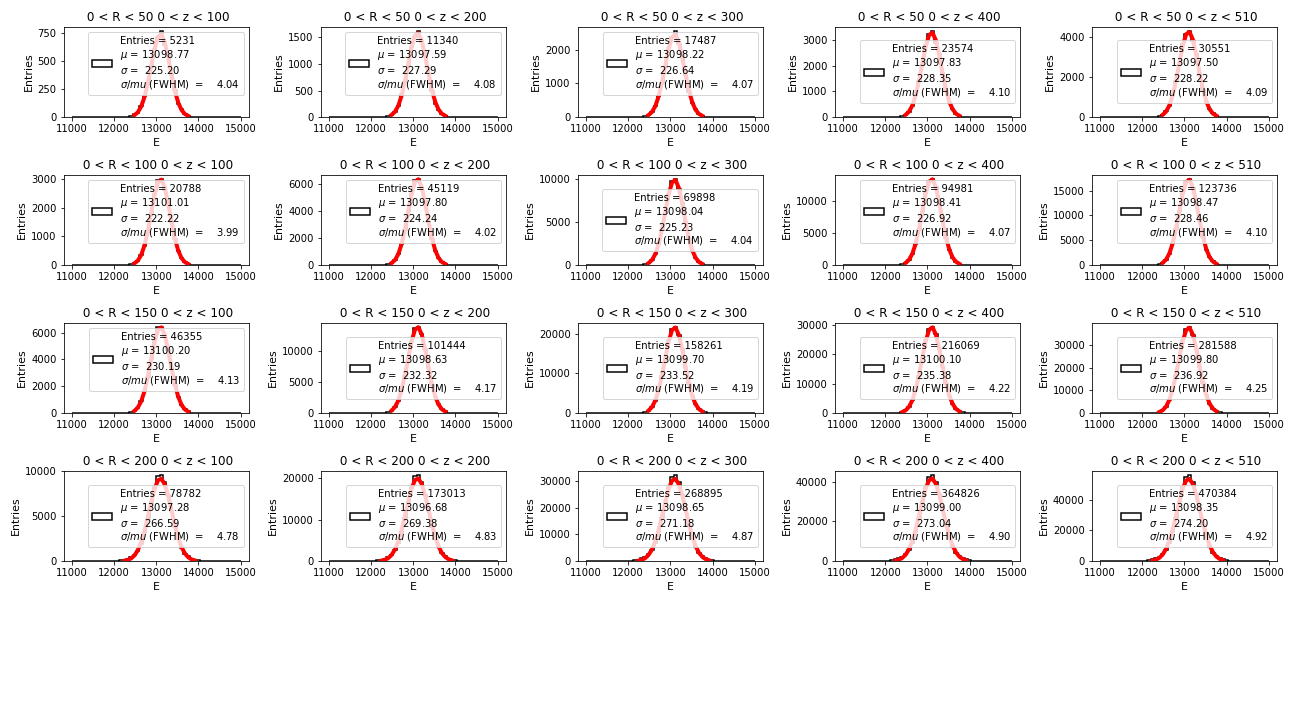 0 < R < 50 0 < z < 100
Entries
750
500
250
0
Entries = 5231
μ = 13098.77
σ = 225.20
σ/mu (FWHM) = 4.04
11000 12000 13000 14000 15000
E
0 < R < 50 0 < z < 200
Entries
1500
1000
500
0
Entries = 11340
μ = 13097.59
σ = 227.29
σ/mu (FWHM) = 4.08
11000 12000 13000 14000 15000
E
0 < R < 50 0 < z < 300
Entries
2000
1000
0
Entries = 17487
μ = 13098.22
σ = 226.64
σ/mu (FWHM) = 4.07
11000 12000 13000 14000 15000
E
0 < R < 50 0 < z < 400
Entries
3000
2000
1000
0
Entries = 23574
μ = 13097.83
σ = 228.35
σ/mu (FWHM) = 4.10
11000 12000 13000 14000 15000
E
0 < R < 50 0 < z < 510
Entries
4000
2000
0
Entries = 30551
μ = 13097.50
σ = 228.22
σ/mu (FWHM) = 4.09
11000 12000 13000 14000 15000
E
0 < R < 100 0 < z < 100
Entries
3000
2000
1000
0
Entries = 20788
μ = 13101.01
σ = 222.22
σ/mu (FWHM) = 3.99
11000 12000 13000 14000 15000
E
0 < R < 100 0 < z < 200
Entries
6000
4000
2000
0
Entries = 45119
μ = 13097.80
σ = 224.24
σ/mu (FWHM) = 4.02
11000 12000 13000 14000 15000
E
0 < R < 100 0 < z < 300
Entries
10000
5000
0
Entries = 69898
μ = 13098.04
σ = 225.23
σ/mu (FWHM) = 4.04
11000 12000 13000 14000 15000
E
0 < R < 100 0 < z < 400
Entries
10000
5000
0
Entries = 94981
μ = 13098.41
σ = 226.92
σ/mu (FWHM) = 4.07
11000 12000 13000 14000 15000
E
0 < R < 100 0 < z < 510
Entries
15000
10000
5000
0
Entries = 123736
μ = 13098.47
σ = 228.46
σ/mu (FWHM) = 4.10
11000 12000 13000 14000 15000
E
0 < R < 150 0 < z < 100
Entries
6000
4000
2000
0
Entries = 46355
μ = 13100.20
σ = 230.19
σ/mu (FWHM) = 4.13
11000 12000 13000 14000 15000
E
0 < R < 150 0 < z < 200
Entries
10000
5000
0
Entries = 101444
μ = 13098.63
σ = 232.32
σ/mu (FWHM) = 4.17
11000 12000 13000 14000 15000
E
0 < R < 150 0 < z < 300
Entries
20000
10000
0
Entries = 158261
μ = 13099.70
σ = 233.52
σ/mu (FWHM) = 4.19
11000 12000 13000 14000 15000
E
0 < R < 150 0 < z < 400
Entries
30000
20000
10000
0
Entries = 216069
μ = 13100.10
σ = 235.38
σ/mu (FWHM) = 4.22
11000 12000 13000 14000 15000
E
0 < R < 150 0 < z < 510
Entries
30000
20000
10000
0
Entries = 281588
μ = 13099.80
σ = 236.92
σ/mu (FWHM) = 4.25
11000 12000 13000 14000 15000
E
0 < R < 200 0 < z < 100
Entries
10000
5000
0
Entries = 78782
μ = 13097.28
σ = 266.59
σ/mu (FWHM) = 4.78
11000 12000 13000 14000 15000
E
0 < R < 200 0 < z < 200
Entries
20000
10000
0
Entries = 173013
μ = 13096.68
σ = 269.38
σ/mu (FWHM) = 4.83
11000 12000 13000 14000 15000
E
0 < R < 200 0 < z < 300
Entries
30000
20000
10000
0
Entries = 268895
μ = 13098.65
σ = 271.18
σ/mu (FWHM) = 4.87
11000 12000 13000 14000 15000
E
0 < R < 200 0 < z < 400
Entries
40000
20000
0
Entries = 364826
μ = 13099.00
σ = 273.04
σ/mu (FWHM) = 4.90
11000 12000 13000 14000 15000
E
0 < R < 200 0 < z < 510
Entries
40000
20000
0
Entries = 470384
μ = 13098.35
σ = 274.20
σ/mu (FWHM) = 4.92
11000 12000 13000 14000 15000
E